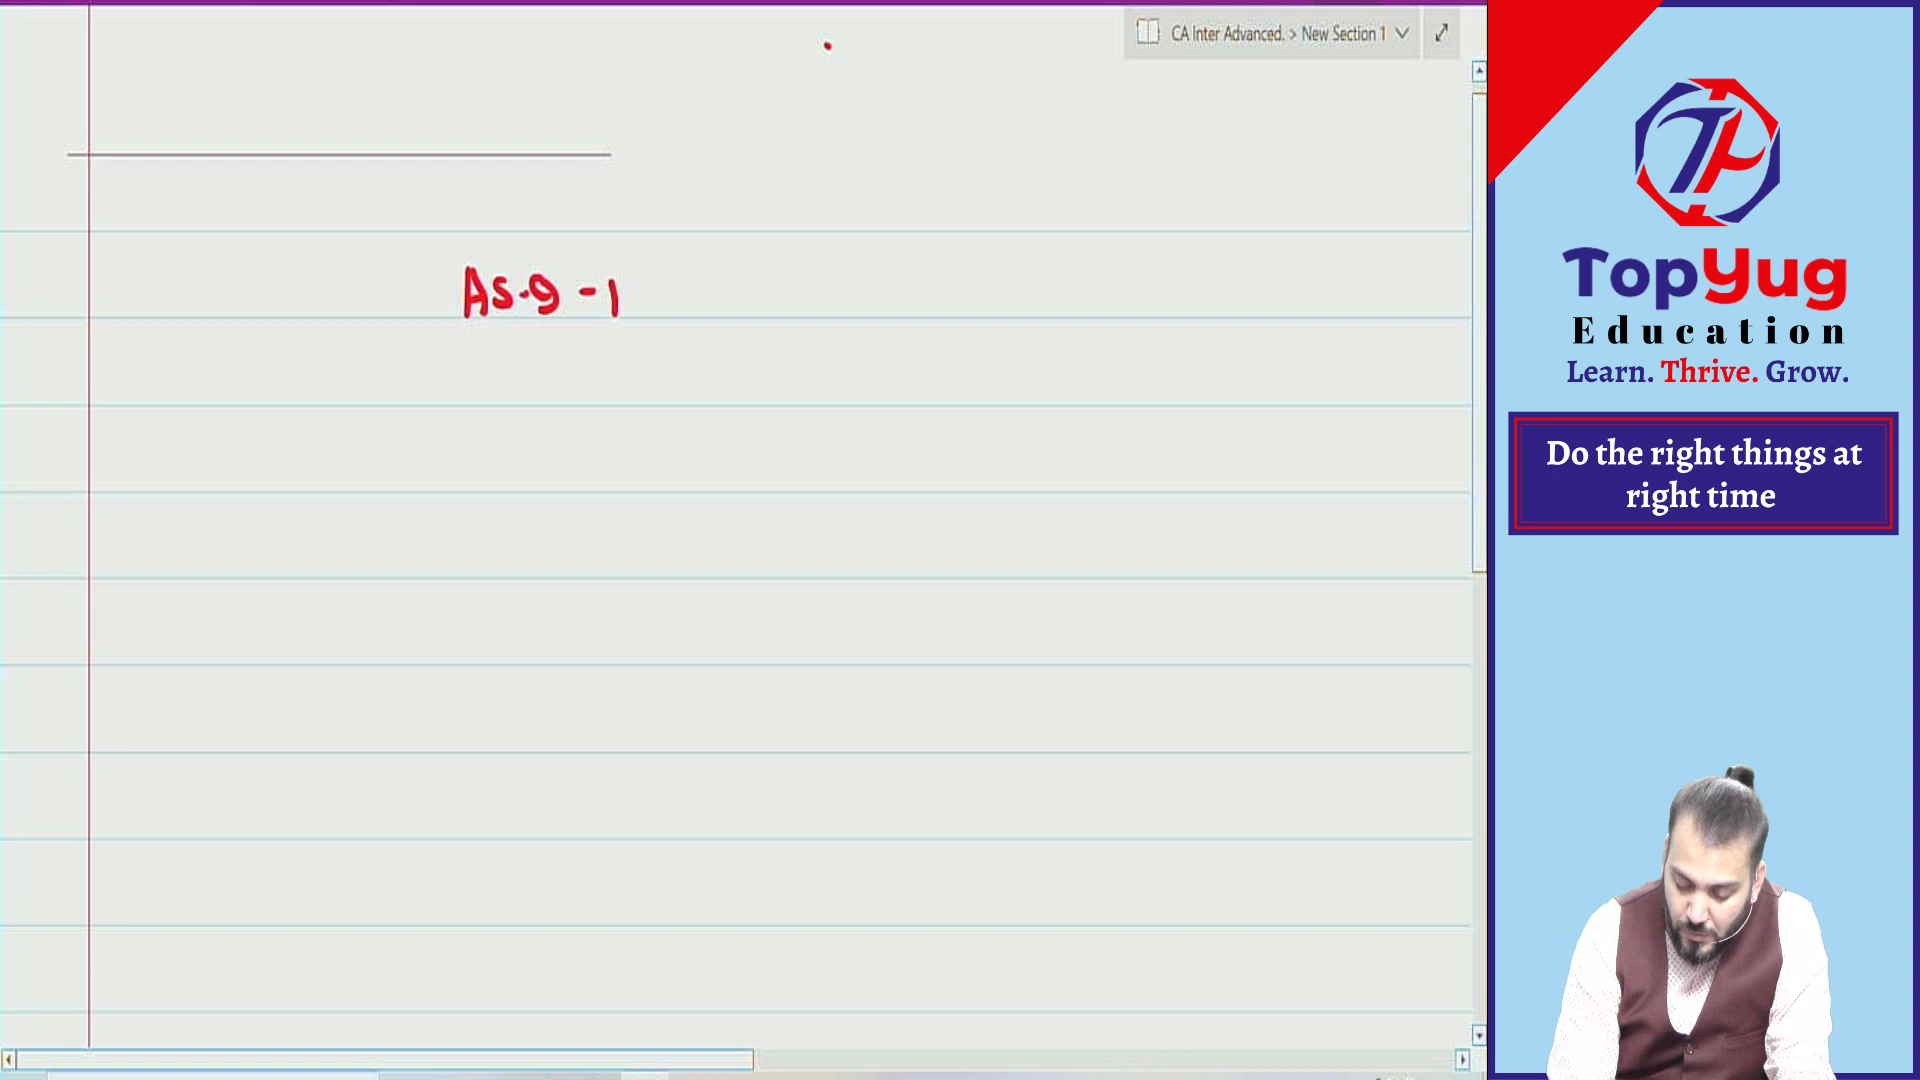 CA Inter Advanced. > New Section 1
As-9 -1
TopYug
Education
Learn. Thrive. Grow.
Do the right things at
right time